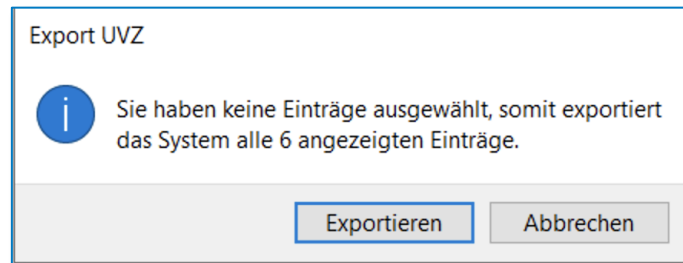 Export UVZ
Sie haben keine Einträge ausgewählt, somit exportiert
das System alle 6 angezeigten Einträge.
Exportieren
Abbrechen